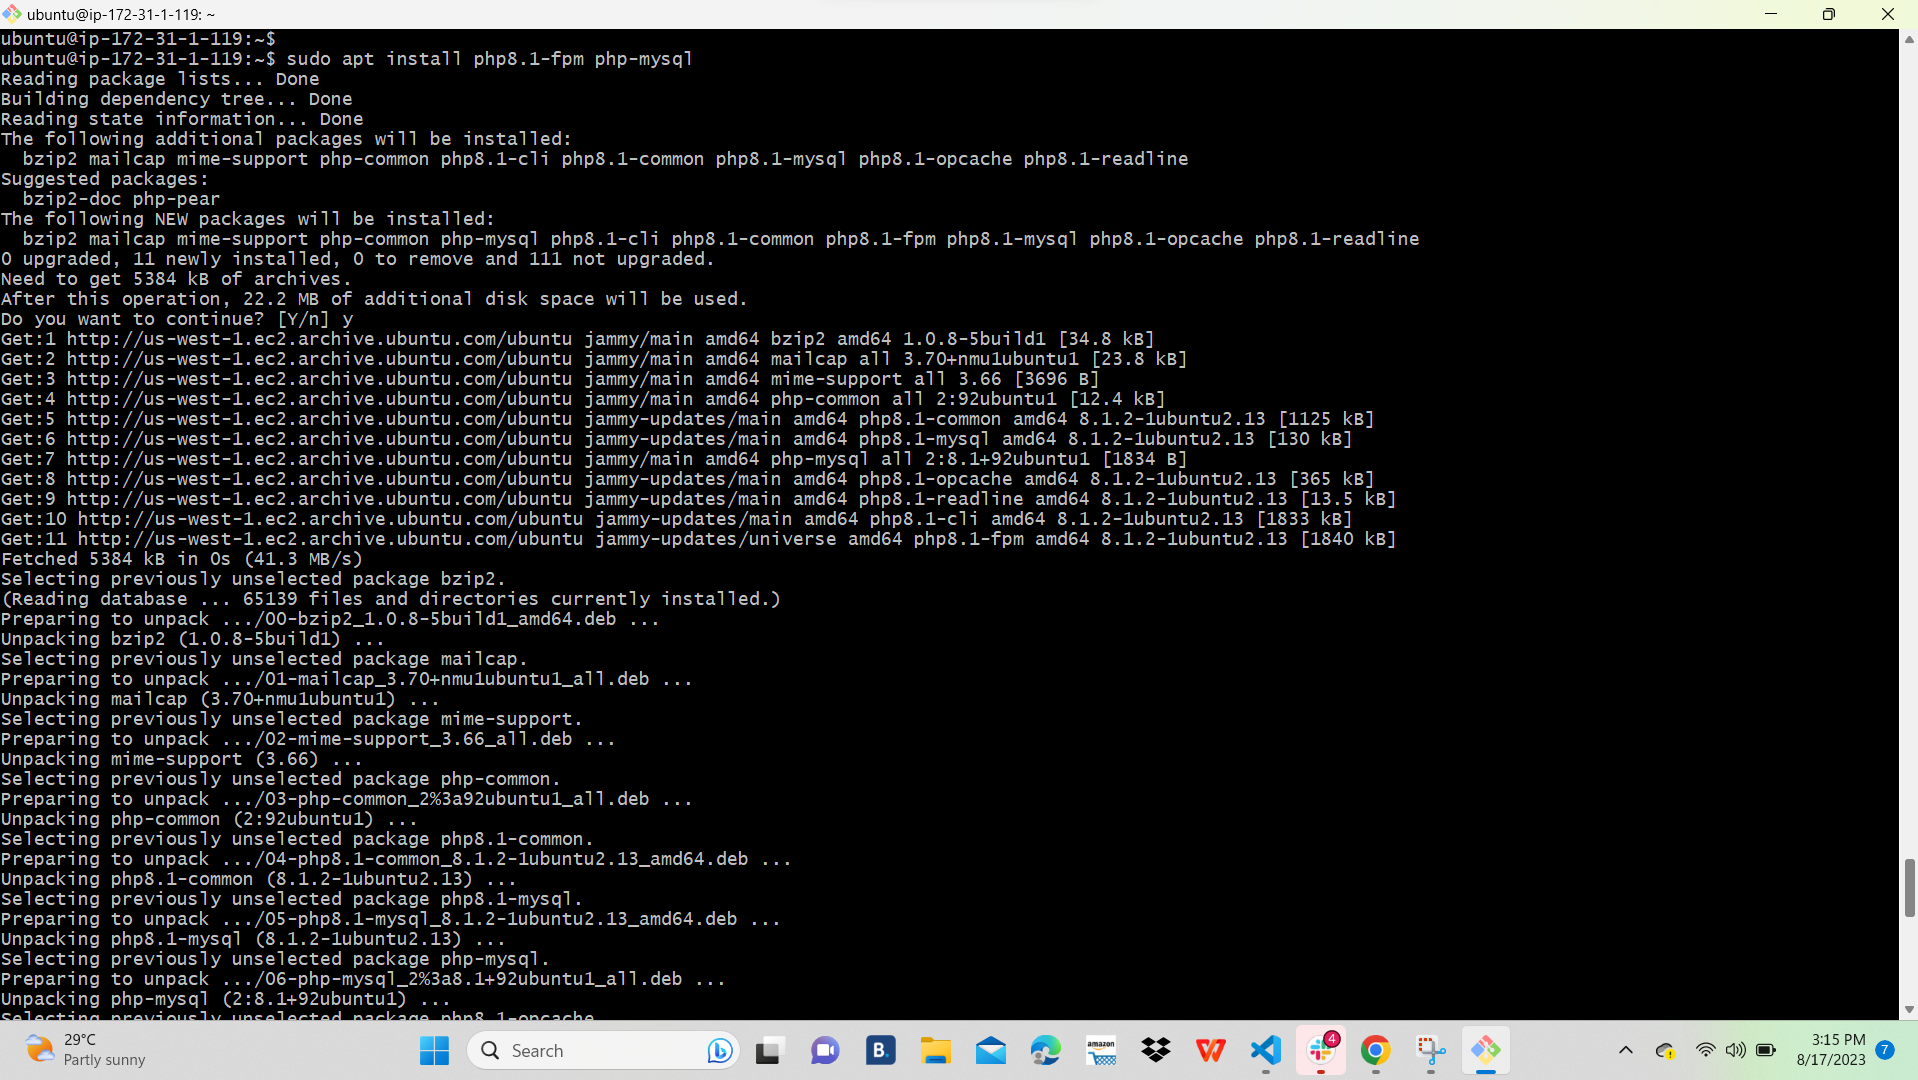 ubuntu@ip-172-31-1-119: ~
ubuntu@ip-172-31-1-119:~$
ubuntu@ip-172-31-1-119:~$ sudo apt install php8.1-fpm php-mysql
Reading package lists... Done
Building dependency tree... Done
Reading state information... Done
The following additional packages will be installed:
  bzip2 mailcap mime-support php-common php8.1-cli php8.1-common php8.1-mysql php8.1-opcache php8.1-readline
Suggested packages:
  bzip2-doc php-pear
The following NEW packages will be installed:
  bzip2 mailcap mime-support php-common php-mysql php8.1-cli php8.1-common php8.1-fpm php8.1-mysql php8.1-opcache php8.1-readline
0 upgraded, 11 newly installed, 0 to remove and 111 not upgraded.
Need to get 5384 kB of archives.
After this operation, 22.2 MB of additional disk space will be used.
Do you want to continue? [Y/n] y
Get:1 http://us-west-1.ec2.archive.ubuntu.com/ubuntu jammy/main amd64 bzip2 amd64 1.0.8-5build1 [34.8 kB]
Get:2 http://us-west-1.ec2.archive.ubuntu.com/ubuntu jammy/main amd64 mailcap all 3.70+nmu1ubuntu1 [23.8 kB]
Get:3 http://us-west-1.ec2.archive.ubuntu.com/ubuntu jammy/main amd64 mime-support all 3.66 [3696 B]
Get:4 http://us-west-1.ec2.archive.ubuntu.com/ubuntu jammy/main amd64 php-common all 2:92ubuntu1 [12.4 kB]
Get:5 http://us-west-1.ec2.archive.ubuntu.com/ubuntu jammy-updates/main amd64 php8.1-common amd64 8.1.2-1ubuntu2.13 [1125 kB]
Get:6 http://us-west-1.ec2.archive.ubuntu.com/ubuntu jammy-updates/main amd64 php8.1-mysql amd64 8.1.2-1ubuntu2.13 [130 kB]
Get:7 http://us-west-1.ec2.archive.ubuntu.com/ubuntu jammy/main amd64 php-mysql all 2:8.1+92ubuntu1 [1834 B]
Get:8 http://us-west-1.ec2.archive.ubuntu.com/ubuntu jammy-updates/main amd64 php8.1-opcache amd64 8.1.2-1ubuntu2.13 [365 kB]
Get:9 http://us-west-1.ec2.archive.ubuntu.com/ubuntu jammy-updates/main amd64 php8.1-readline amd64 8.1.2-1ubuntu2.13 [13.5 kB]
Get:10 http://us-west-1.ec2.archive.ubuntu.com/ubuntu jammy-updates/main amd64 php8.1-cli amd64 8.1.2-1ubuntu2.13 [1833 kB]
Get:11 http://us-west-1.ec2.archive.ubuntu.com/ubuntu jammy-updates/universe amd64 php8.1-fpm amd64 8.1.2-1ubuntu2.13 [1840 kB]
Fetched 5384 kB in 0s (41.3 MB/s)
Selecting previously unselected package bzip2.
(Reading database ... 65139 files and directories currently installed.)
Preparing to unpack .../00-bzip2_1.0.8-5build1_amd64.deb ...
Unpacking bzip2 (1.0.8-5build1) ...
Selecting previously unselected package mailcap.
Preparing to unpack .../01-mailcap_3.70+nmu1ubuntu1_all.deb ...
Unpacking mailcap (3.70+nmu1ubuntu1) ...
Selecting previously unselected package mime-support.
Preparing to unpack .../02-mime-support_3.66_all.deb ...
Unpacking mime-support (3.66) ...
Selecting previously unselected package php-common.
Preparing to unpack .../03-php-common_2%3a92ubuntu1_all.deb ...
Unpacking php-common (2:92ubuntu1) ...
Selecting previously unselected package php8.1-common.
Preparing to unpack .../04-php8.1-common_8.1.2-1ubuntu2.13_amd64.deb ...
Unpacking php8.1-common (8.1.2-1ubuntu2.13) ...
Selecting previously unselected package php8.1-mysql.
Preparing to unpack .../05-php8.1-mysql_8.1.2-1ubuntu2.13_amd64.deb ...
Unpacking php8.1-mysql (8.1.2-1ubuntu2.13) ...
Selecting previously unselected package php-mysql.
Preparing to unpack .../06-php-mysql_2%3a8.1+92ubuntu1_all.deb ...
Unpacking php-mysql (2:8.1+92ubuntu1) ...
Selecting previously unselected package php8.1-opcache
29°C
Partly sunny
Search
B.
amazon
4
3:15 PM
8/17/2023
7